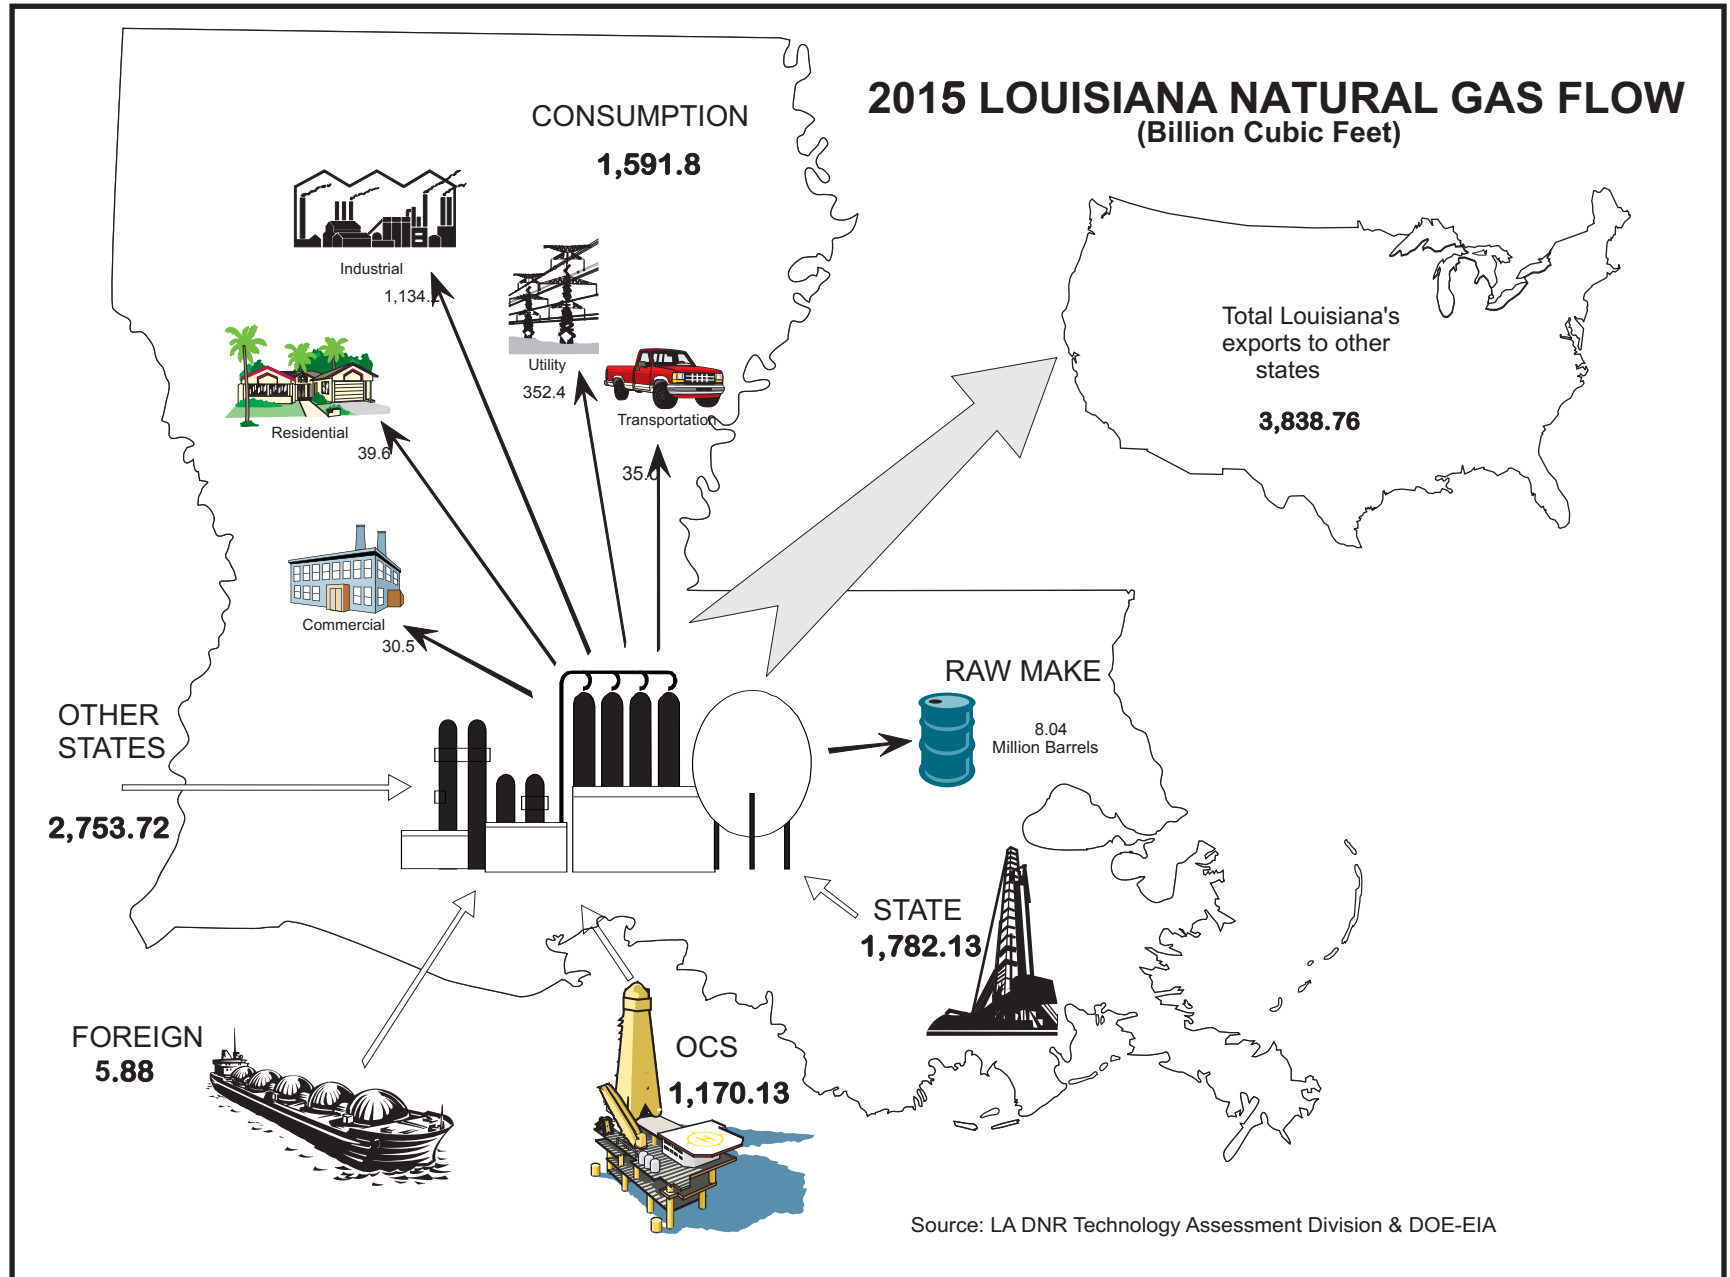 2015 LOUISIANA NATURAL GAS FLOW
(Billion Cubic Feet)
CONSUMPTION
1,591.8
Industrial
Utility
352.4
Transportation
Residential
39.6
Commercial
30.5
Total Louisiana's
exports to other
states
3,838.76
RAW MAKE
8.04
Million Barrels
OTHER
STATES
2,753.72
STATE
1,782.13
FOREIGN
5.88
OCS
1,170.13
H
Source: LA DNR Technology Assessment Division & DOE-EIA